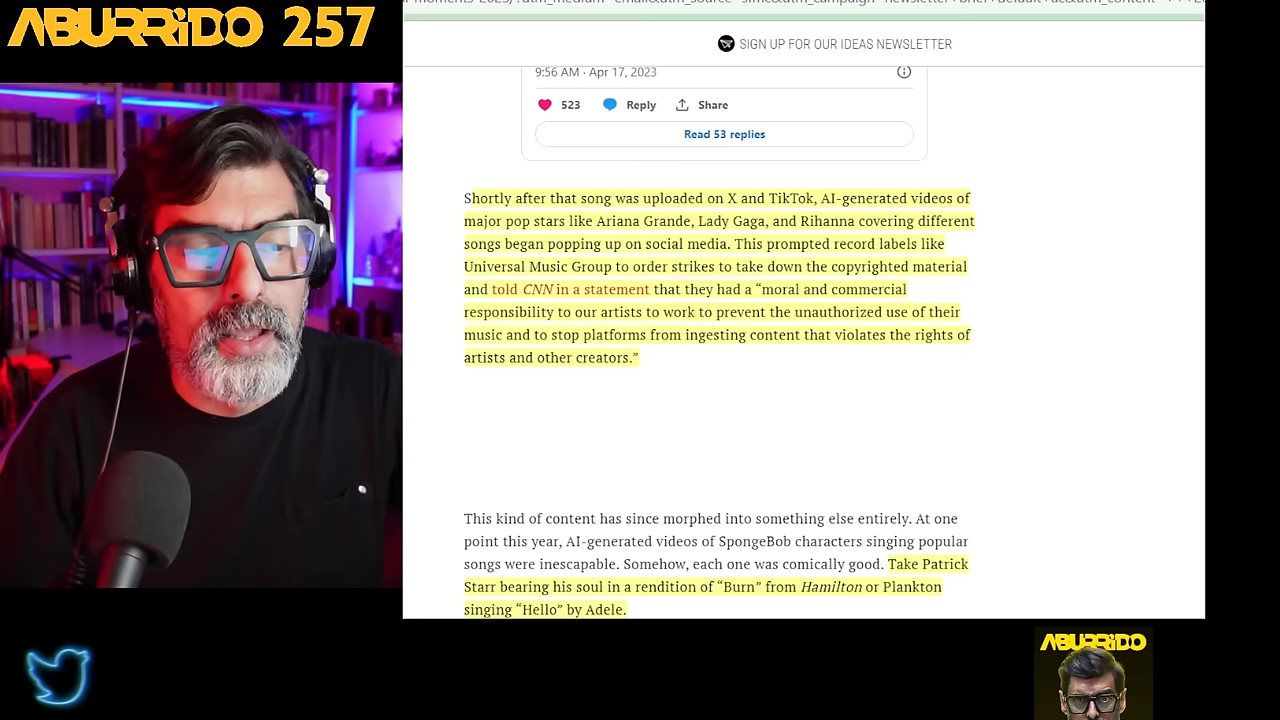 ABURRiDO 257
SIGN UP FOR OUR IDEAS NEWSLETTER
9:56 AM · Apr 17, 2023
523 Reply Share
Read 53 replies
Shortly after that song was uploaded on X and TikTok, AI-generated videos of
major pop stars like Ariana Grande, Lady Gaga, and Rihanna covering different
songs began popping up on social media. This prompted record labels like
Universal Music Group to order strikes to take down the copyrighted material
and told CNN in a statement that they had a “moral and commercial
responsibility to our artists to work to prevent the unauthorized use of their
music and to stop platforms from ingesting content that violates the rights of
artists and other creators.”
This kind of content has since morphed into something else entirely. At one
point this year, AI-generated videos of SpongeBob characters singing popular
songs were inescapable. Somehow, each one was comically good. Take Patrick
Starr bearing his soul in a rendition of “Burn” from Hamilton or Plankton
singing “Hello” by Adele.
ABURRiDO